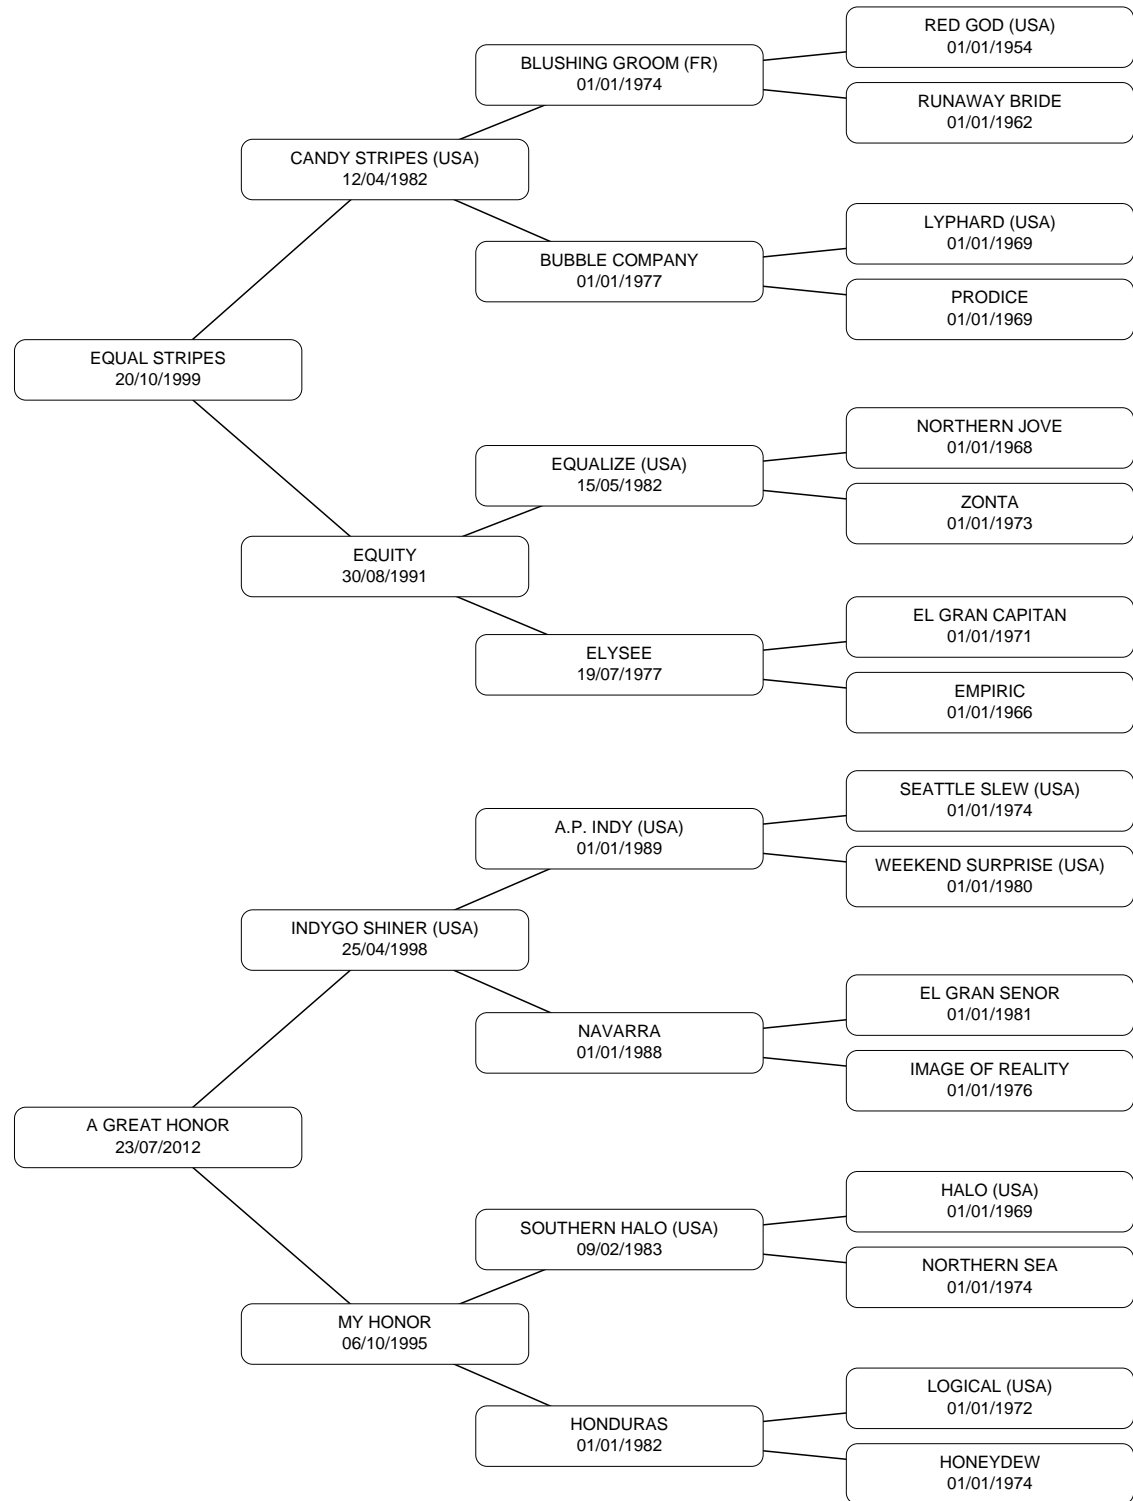 RED GOD (USA)
01/01/1954
BLUSHING GROOM (FR)
01/01/1974
RUNAWAY BRIDE
01/01/1962
CANDY STRIPES (USA)
12/04/1982
LYPHARD (USA)
01/01/1969
BUBBLE COMPANY
01/01/1977
PRODICE
01/01/1969
EQUAL STRIPES
20/10/1999
NORTHERN JOVE
01/01/1968
EQUALIZE (USA)
15/05/1982
ZONTA
01/01/1973
EQUITY
30/08/1991
EL GRAN CAPITAN
01/01/1971
ELYSEE
19/07/1977
EMPIRIC
01/01/1966
SEATTLE SLEW (USA)
01/01/1974
A.P. INDY (USA)
01/01/1989
WEEKEND SURPRISE (USA)
01/01/1980
INDYGO SHINER (USA)
25/04/1998
EL GRAN SENOR
01/01/1981
NAVARRA
01/01/1988
IMAGE OF REALITY
01/01/1976
A GREAT HONOR
23/07/2012
HALO (USA)
01/01/1969
SOUTHERN HALO (USA)
09/02/1983
NORTHERN SEA
01/01/1974
MY HONOR
06/10/1995
LOGICAL (USA)
01/01/1972
HONDURAS
01/01/1982
HONEYDEW
01/01/1974